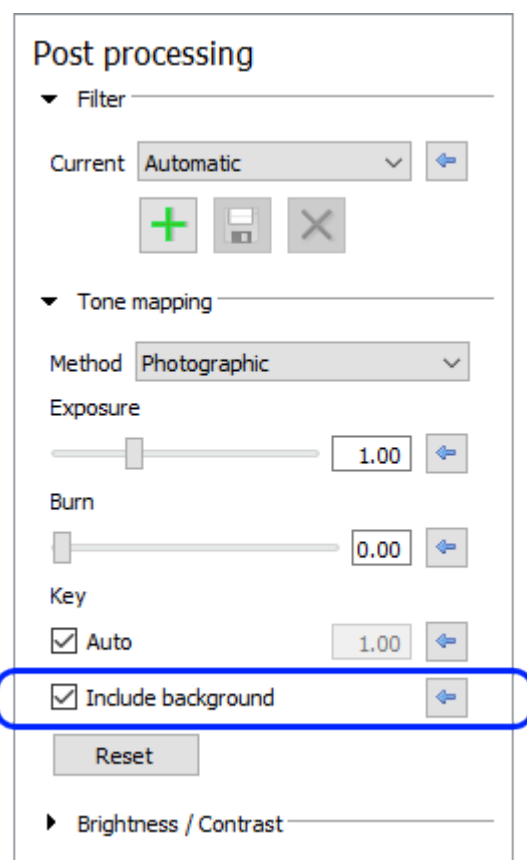 Post processing
Filter
Current Automatic
Tone mapping
Method Photographic
Exposure
1.00
Burn
0.00
Key
Auto 1.00
Include background
Reset
Brightness / Contrast